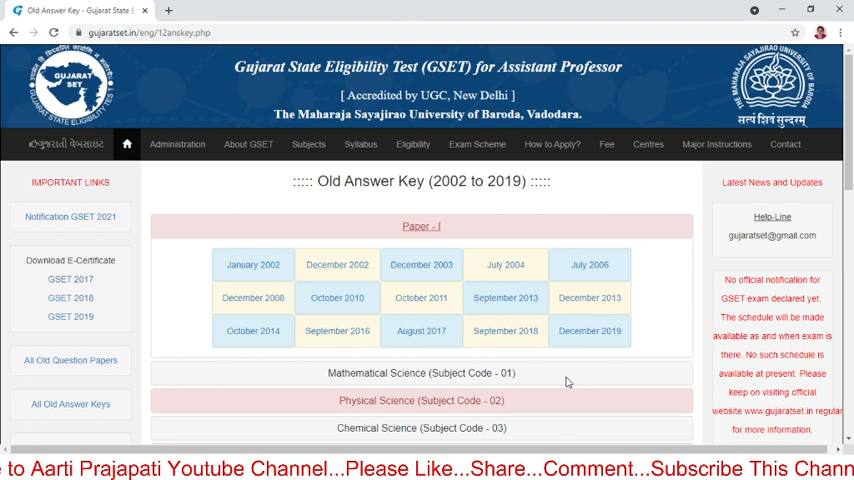 Old Answer Key - Gujarat State E
gujaratset.in/eng/12anskey.php
GUJARAT
SET
Gujarat State Eligibility Test (GSET) for Assistant Professor
[ Accredited by UGC, New Delhi ]
The Maharaja Sayajirao University of Baroda, Vadodara.
सत्यं शिवं सुन्दरम्
ગુજરાતી વેબસાઇટ
Administration
About GSET
Subjects
Syllabus
Eligibility
Exam Scheme
How to Apply?
Fee
Centres
Major Instructions
Contact
IMPORTANT LINKS
Notification GSET 2021
Download E-Certificate
GSET 2017
GSET 2018
GSET 2019
All Old Question Papers
All Old Answer Keys
::::: Old Answer Key (2002 to 2019) :::::
Paper - I
January 2002 December 2002 December 2003 July 2004 July 2006
December 2008 October 2010 October 2011 September 2013 December 2013
October 2014 September 2016 August 2017 September 2018 December 2019
Mathematical Science (Subject Code - 01)
Physical Science (Subject Code - 02)
Chemical Science (Subject Code - 03)
Latest News and Updates
Help-Line
gujaratset@gmail.com
No official notification for
GSET exam declared yet.
The schedule will be made
available as and when exam is
there. No such schedule is
available at present. Please
keep on visiting official
website www.gujaratset.in regular
for more information.
e to Aarti Prajapati Youtube Channel...Please Like...Share...Comment...Subscribe This Chann